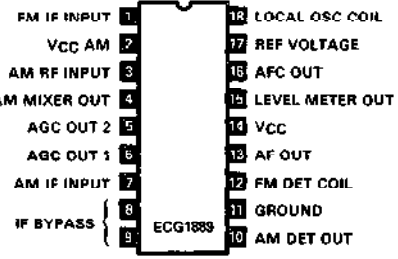 FM IF INPUT 1 18 LOCAL OSC COIL
VCC AM 2 17 REF VOLTAGE
AM RF INPUT 3 16 AFC OUT
AM MIXER OUT 4 15 LEVEL METER OUT
AGC OUT 2 5 14 VCC
AGC OUT 1 6 13 AF OUT
AM IF INPUT 7 12 FM DET COIL
IF BYPASS 8 11 GROUND
9 ECG1889 10 AM DET OUT